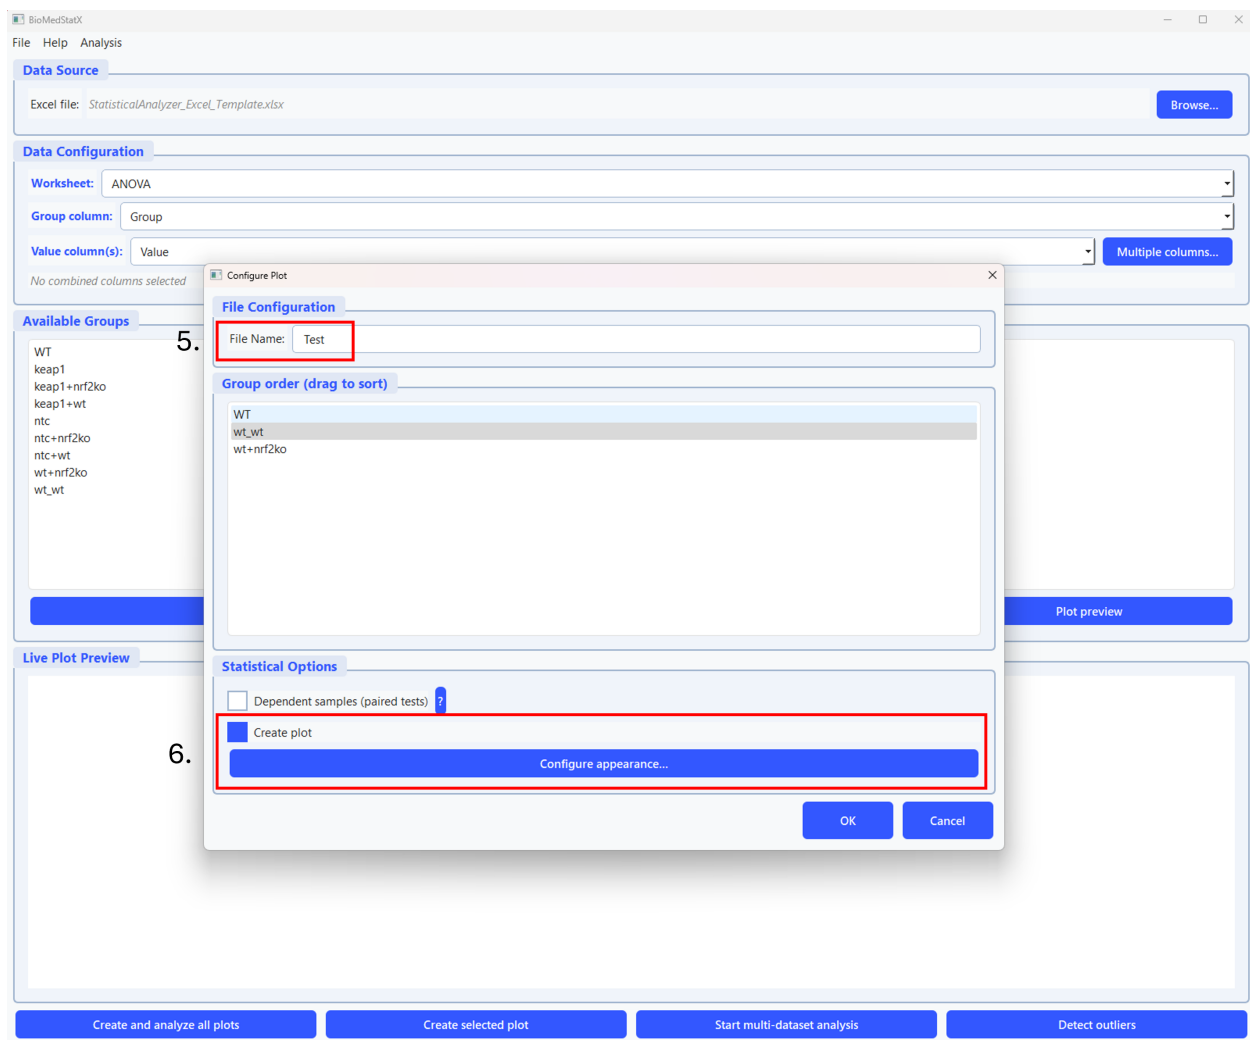 BioMedStatX
File Help Analysis
Data Source
Excel file: StatisticalAnalyzer_Excel_Template.xlsx
Browse...
Data Configuration
Worksheet: ANOVA
Group column: Group
Value column(s): Value
Multiple columns...
No combined columns selected
Available Groups
WT
keap1
keap1+nrf2ko
keap1+wt
ntc
ntc+nrf2ko
ntc+wt
wt+nrf2ko
wt_wt
Configure Plot
File Configuration
5.
File Name: Test
Group order (drag to sort)
WT
wt_wt
wt+nrf2ko
Statistical Options
Dependent samples (paired tests) ?
6.
Create plot
Configure appearance...
OK
Cancel
Plot preview
Live Plot Preview
Create and analyze all plots
Create selected plot
Start multi-dataset analysis
Detect outliers